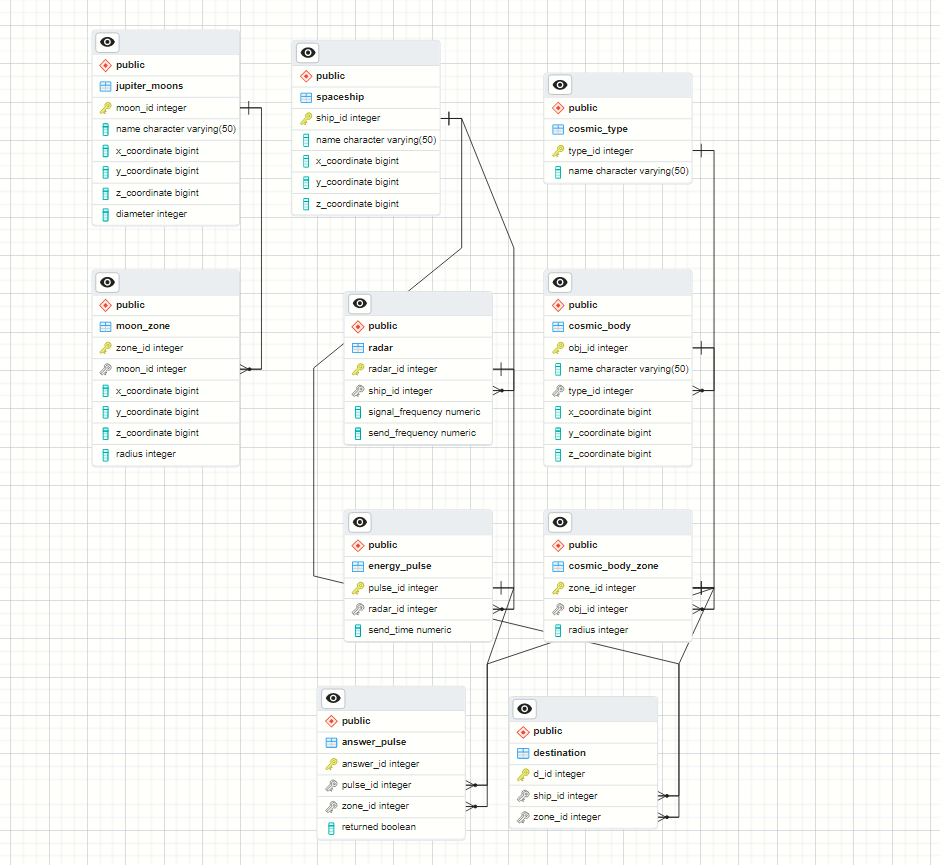 public
jupiter_moons
moon_id integer
name character varying(50)
x_coordinate bigint
y_coordinate bigint
z_coordinate bigint
diameter integer
public
spaceship
ship_id integer
name character varying(50)
x_coordinate bigint
y_coordinate bigint
z_coordinate bigint
public
cosmic_type
type_id integer
name character varying(50)
public
moon_zone
zone_id integer
moon_id integer
x_coordinate bigint
y_coordinate bigint
z_coordinate bigint
radius integer
public
radar
radar_id integer
ship_id integer
signal_frequency numeric
send_frequency numeric
public
cosmic_body
obj_id integer
name character varying(50)
type_id integer
x_coordinate bigint
y_coordinate bigint
z_coordinate bigint
public
energy_pulse
pulse_id integer
radar_id integer
send_time numeric
public
cosmic_body_zone
zone_id integer
obj_id integer
radius integer
public
answer_pulse
answer_id integer
pulse_id integer
zone_id integer
returned boolean
public
destination
d_id integer
ship_id integer
zone_id integer